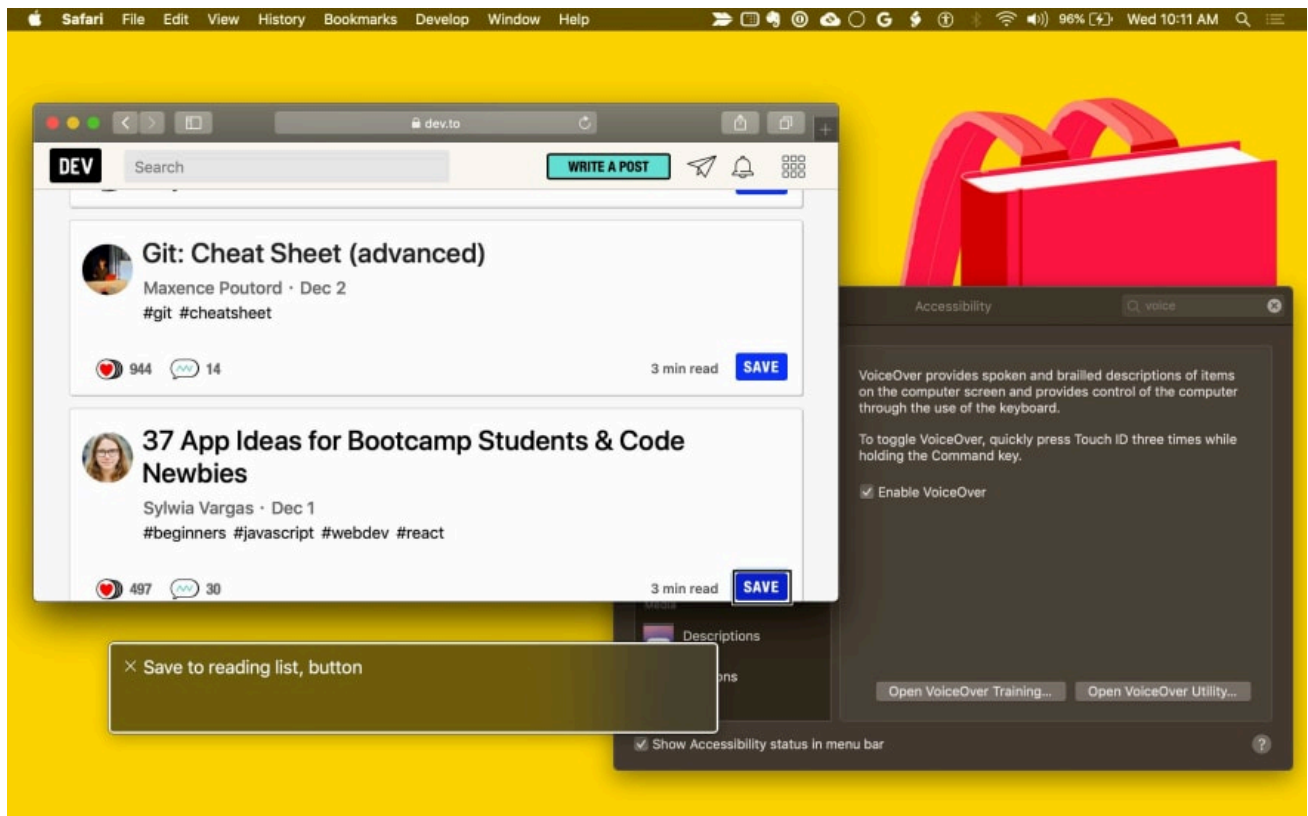 Safari File Edit View History Bookmarks Develop Window Help 96% Wed 10:11 AM
dev.to
DEV Search WRITE A POST
Git: Cheat Sheet (advanced)
Maxence Poutord · Dec 2
#git #cheatsheet
944 14 3 min read SAVE
37 App Ideas for Bootcamp Students & Code
Newbies
Sylwia Vargas · Dec 1
#beginners #javascript #webdev #react
497 30 3 min read SAVE
× Save to reading list, button
Accessibility voice
VoiceOver provides spoken and brailled descriptions of items
on the computer screen and provides control of the computer
through the use of the keyboard.
To toggle VoiceOver, quickly press Touch ID three times while
holding the Command key.
Enable VoiceOver
Media
Descriptions
Open VoiceOver Training... Open VoiceOver Utility...
Show Accessibility status in menu bar ?